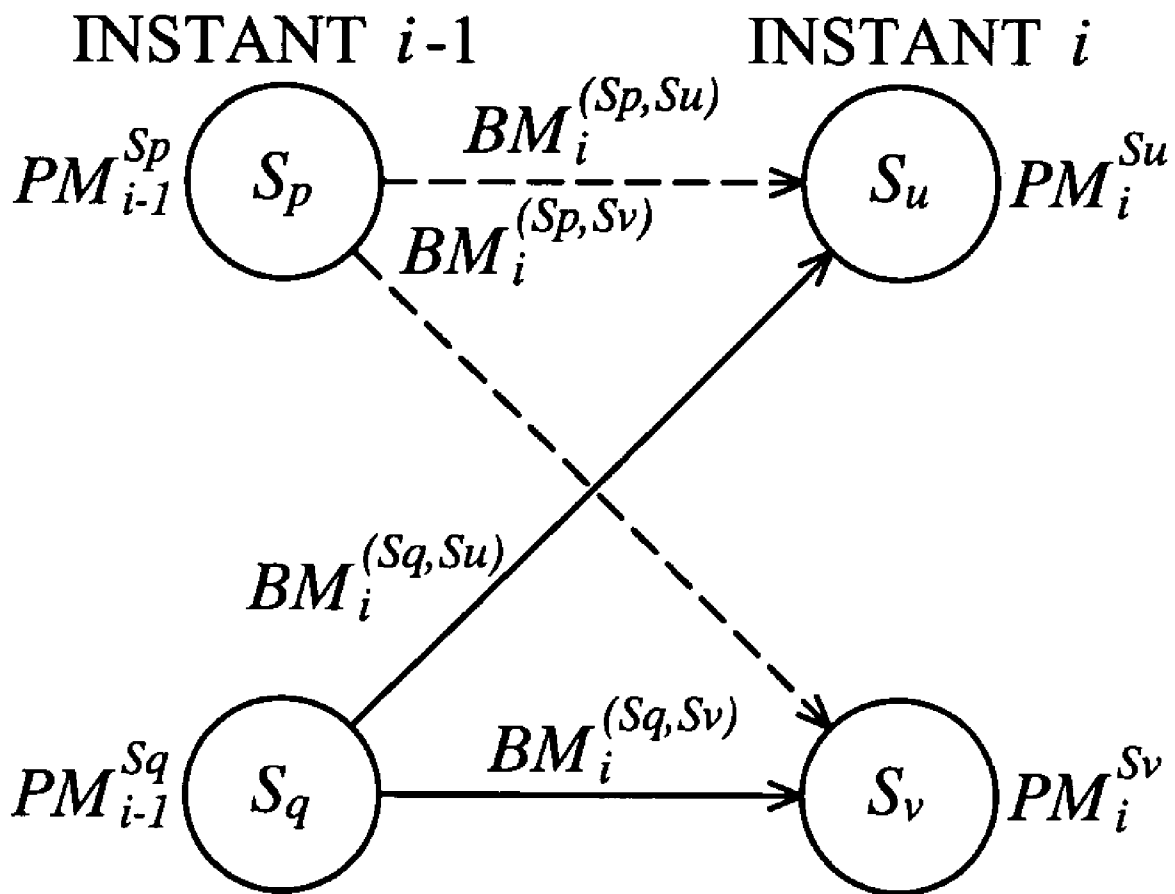 INSTANT i-1
INSTANT i
BM_i^(Sp,Su)
PM_{i-1}^{Sp}
S_p
S_u
PM_i^{Su}
BM_i^(Sp,Sv)
BM_i^(Sq,Su)
BM_i^(Sq,Sv)
PM_{i-1}^{Sq}
S_q
S_v
PM_i^{Sv}